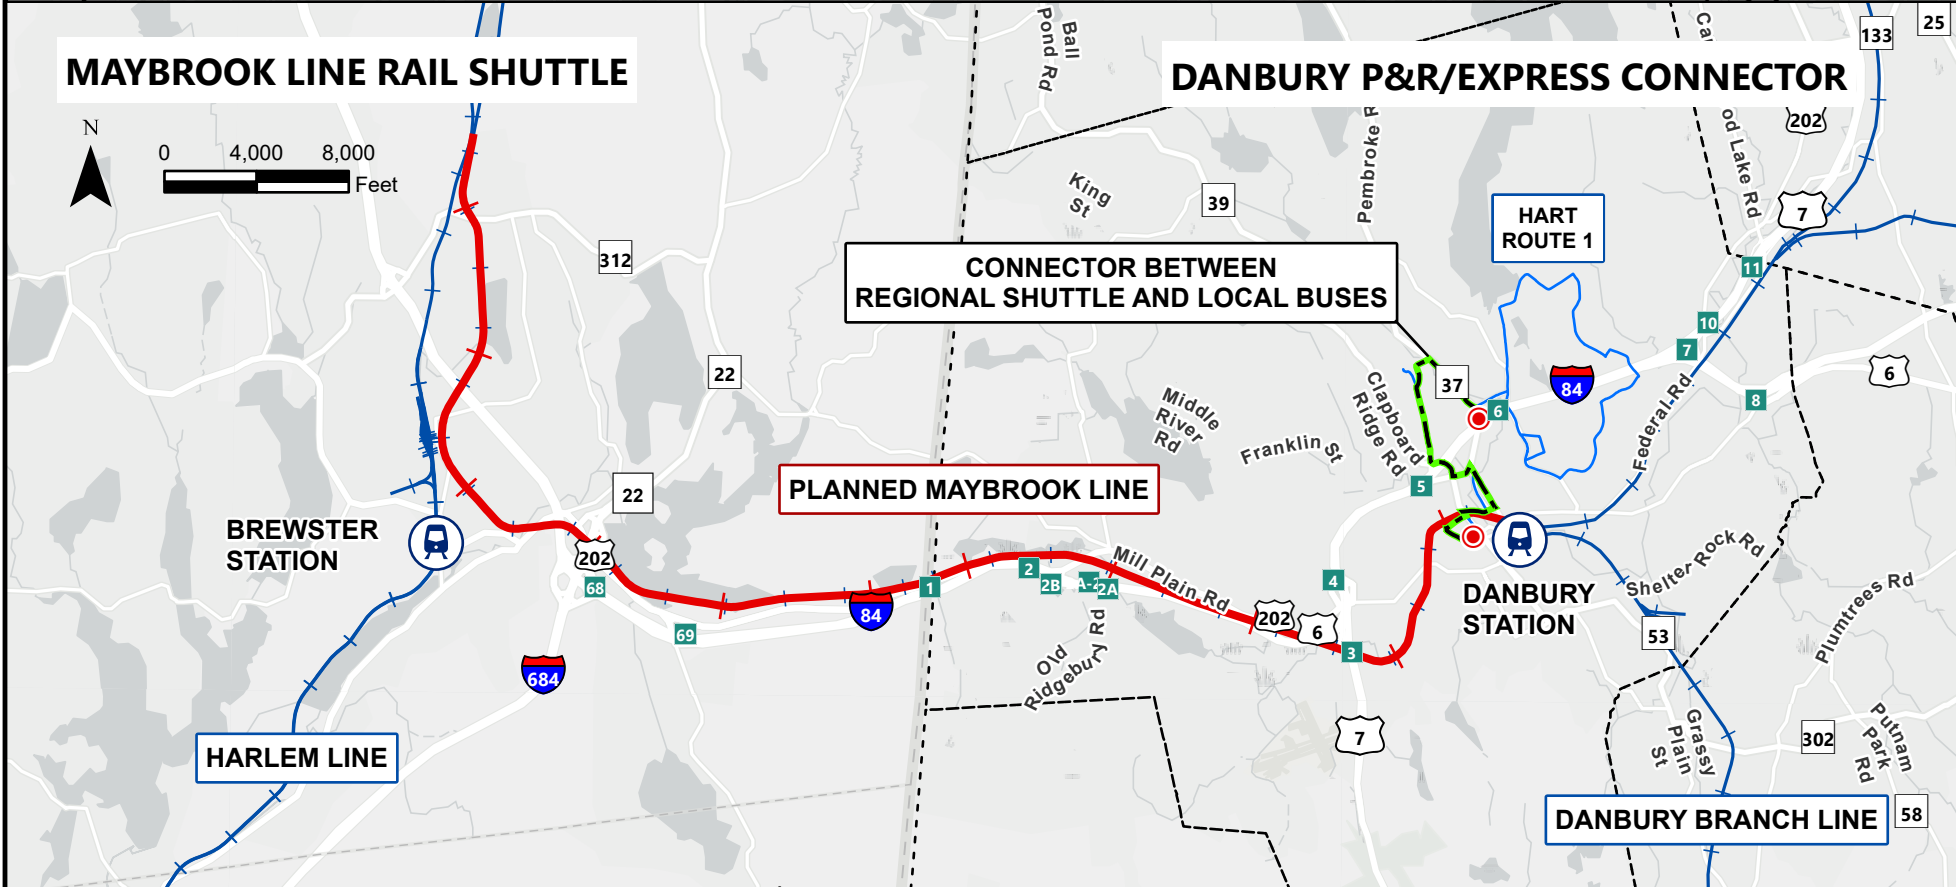 MAYBROOK LINE RAIL SHUTTLE
DANBURY P&R/EXPRESS CONNECTOR
N
0 4,000 8,000
Feet
Ball
Pond Rd
133
25
202
Pembroke
King
St
39
HART
ROUTE 1
7
312
CONNECTOR BETWEEN
REGIONAL SHUTTLE AND LOCAL BUSES
11
10
7
22
37
84
6
8
6
Clapboard
Ridge Rd
Middle
River
Rd
Franklin St
Federal Rd
PLANNED MAYBROOK LINE
22
5
BREWSTER
STATION
202
68
1
2
2B
2A
Mill Plain Rd
4
DANBURY
STATION
Shelter Rock Rd
Plumtrees Rd
84
69
202
6
3
53
Old
Ridgebury Rd
684
7
Grassy
Plain
St
302
Putnam
Park
Rd
HARLEM LINE
DANBURY BRANCH LINE
58